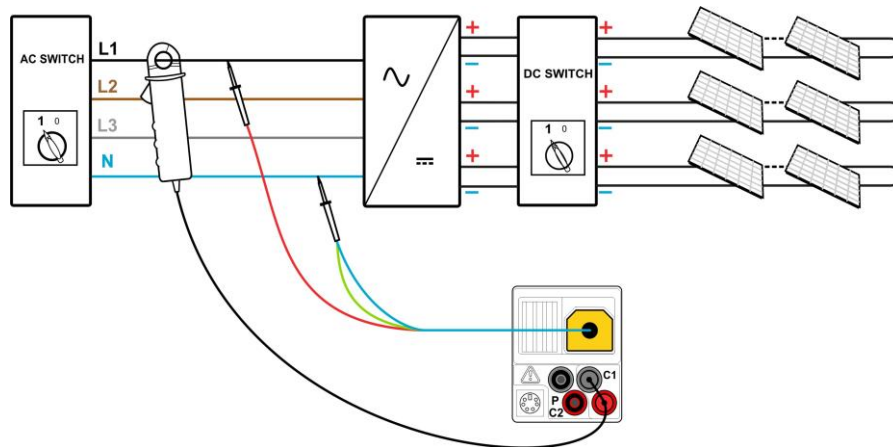 AC SWITCH
1 0
L1
L2
L3
N
+
−
+
−
+
−
DC SWITCH
1 0
+
−
+
−
+
−
C1
P
C2